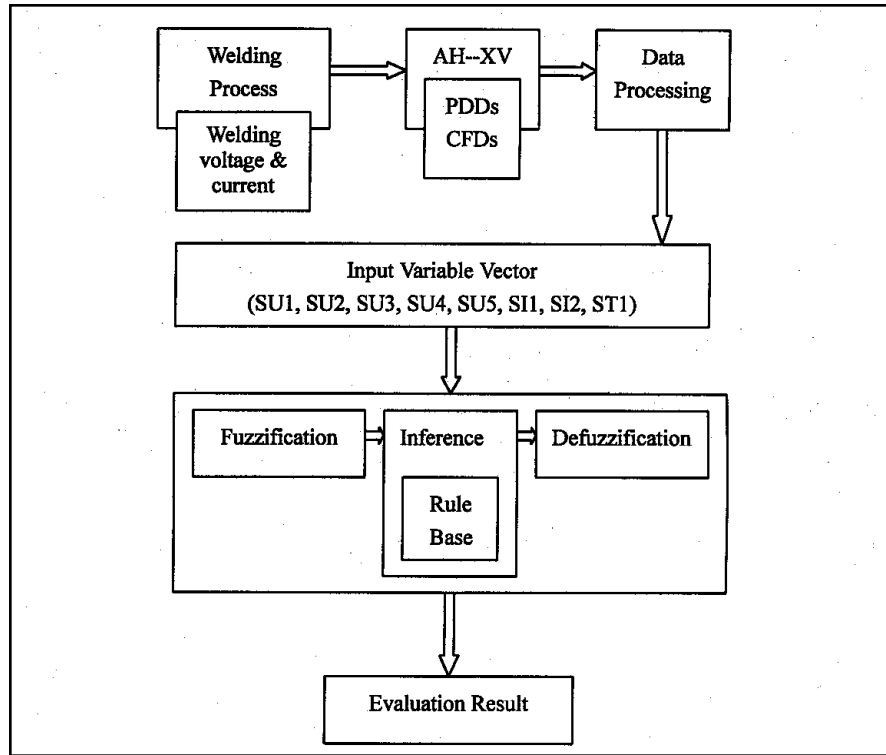 Welding
Process
Welding
voltage &
current
AH---XV
PDDs
CFDs
Data
Processing
Input Variable Vector
(SU1, SU2, SU3, SU4, SU5, SI1, SI2, ST1)
Fuzzification
Inference
Rule
Base
Defuzzification
Evaluation Result